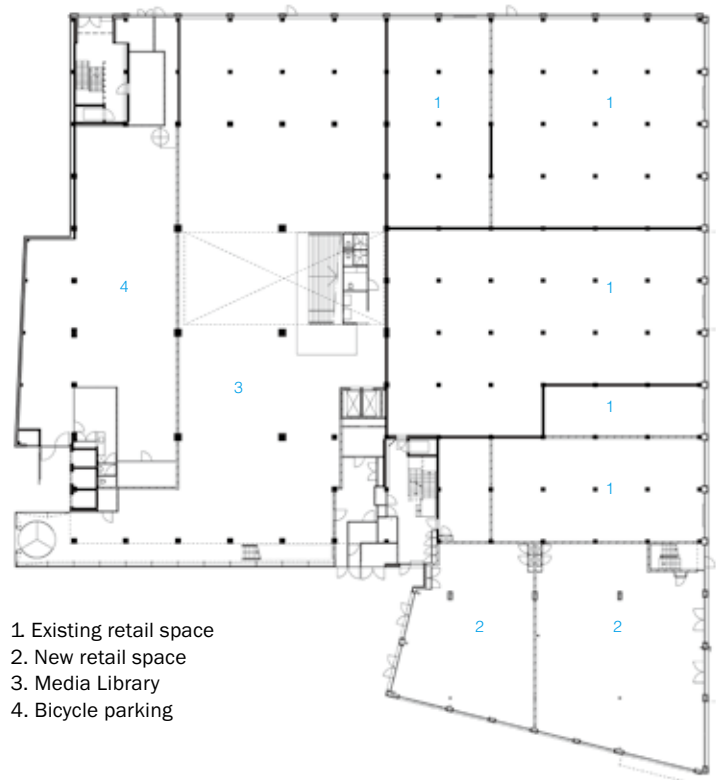 1
1
4
1
3
1
1
2
2
1. Existing retail space
2. New retail space
3. Media Library
4. Bicycle parking